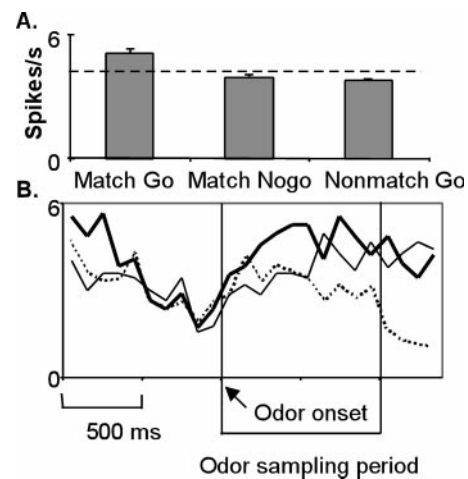 A.
6
Spikes/s
0
Match Go Match Nogo Nonmatch Go
B.
6
0
Odor onset
500 ms
Odor sampling period